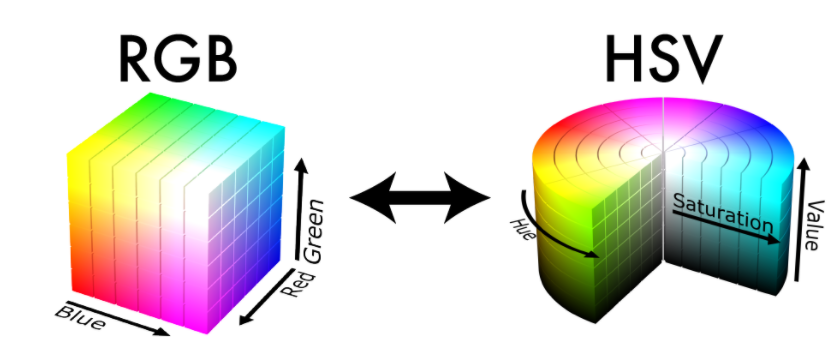 RGB
HSV
Green
Red
Blue
Hue
Saturation
Value